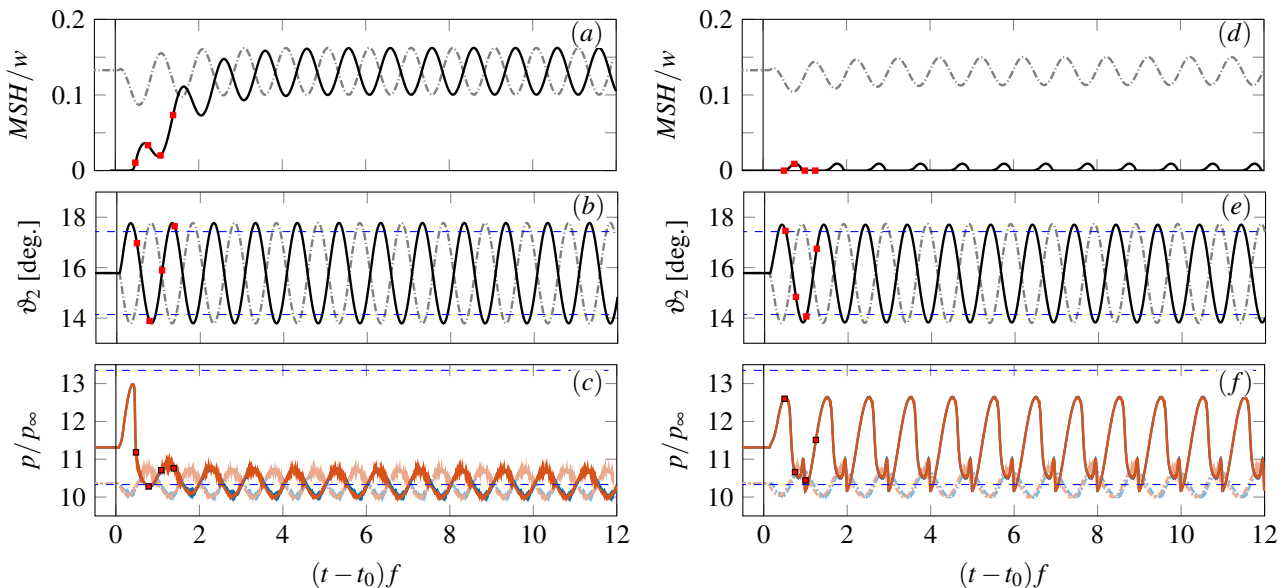 0.2
0.1
0
MSH/w
(a)
18
16
14
ϑ₂ [deg.]
(b)
13
12
11
10
p/p∞
(c)
0 2 4 6 8 10 12
(t − t₀)f
0.2
0.1
0
MSH/w
(d)
18
16
14
ϑ₂ [deg.]
(e)
13
12
11
10
p/p∞
(f)
0 2 4 6 8 10 12
(t − t₀)f